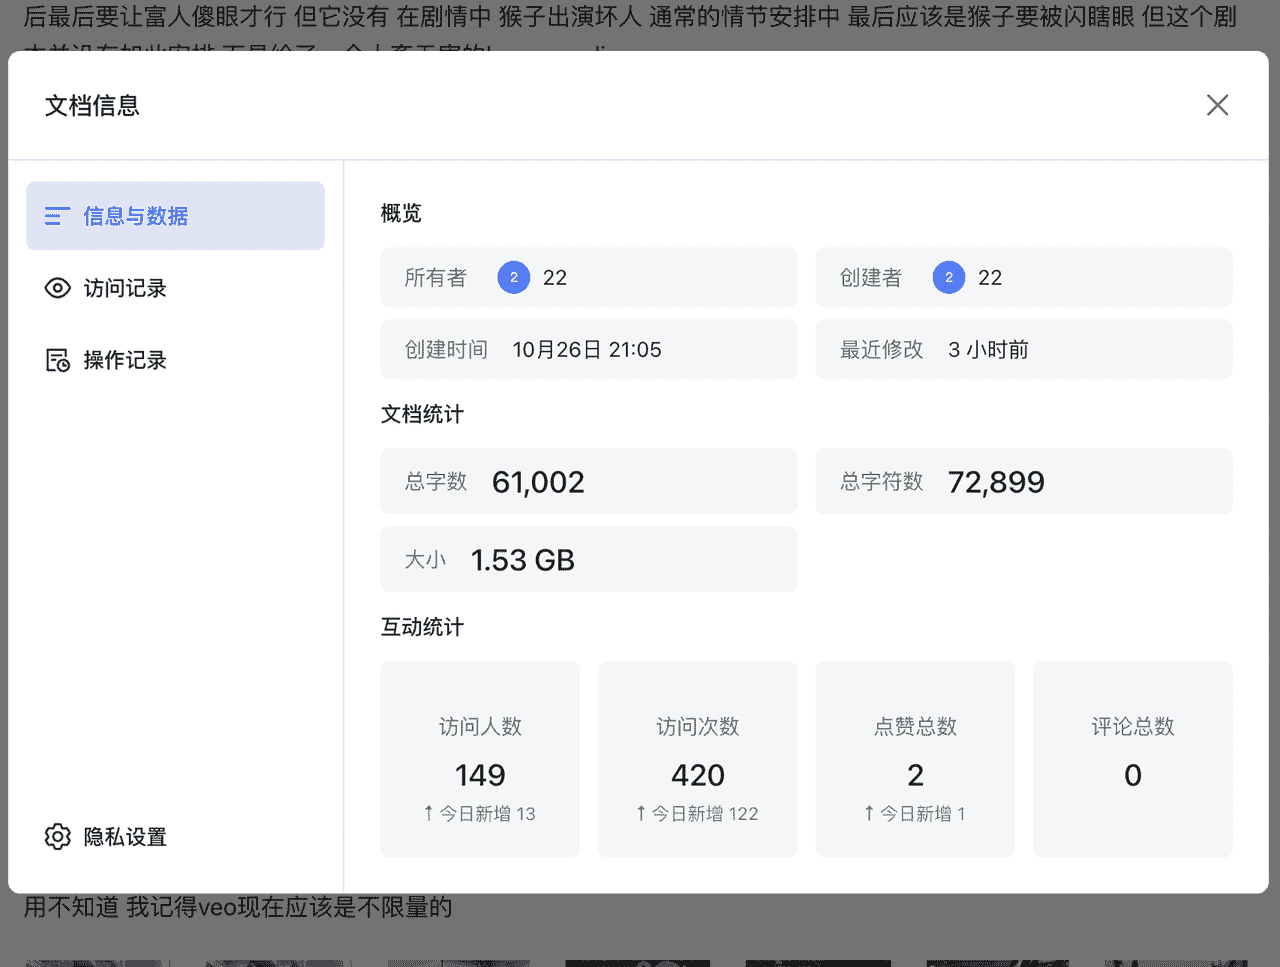 后最后要让富人傻眼才行 但它没有 在剧情中 猴子出演坏人 通常的情节安排中 最后应该是猴子要被闪瞎眼 但这个剧
文档信息
信息与数据
访问记录
操作记录
隐私设置
概览
所有者 2 22
创建者 2 22
创建时间 10月26日 21:05
最近修改 3 小时前
文档统计
总字数 61,002
总字符数 72,899
大小 1.53 GB
互动统计
访问人数
149
↑ 今日新增 13
访问次数
420
↑ 今日新增 122
点赞总数
2
↑ 今日新增 1
评论总数
0
用不知道 我记得veo现在应该是不限量的